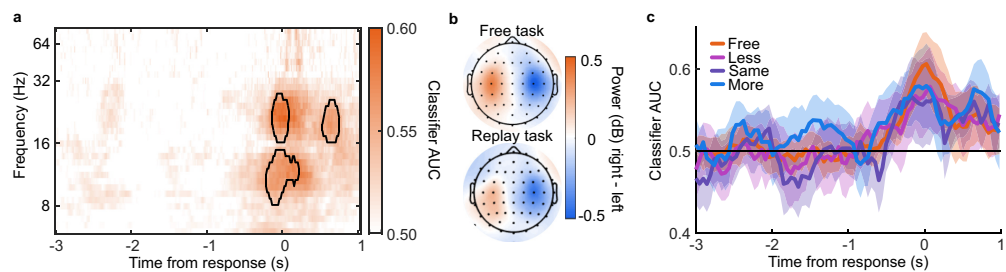 a
Frequency (Hz)
64
32
16
8
-3
-2
-1
0
1
Time from response (s)
0.60
0.55
0.50
Classifier AUC
b
Free task
Replay task
0.5
0
-0.5
Power (dB) right - left
c
Classifier AUC
0.6
0.5
0.4
Free
Less
Same
More
-3
-2
-1
0
1
Time from response (s)